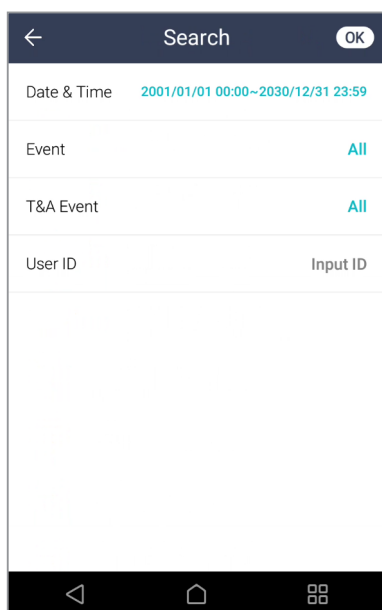 Search
OK
Date & Time 2001/01/01 00:00~2030/12/31 23:59
Event All
T&A Event All
User ID Input ID